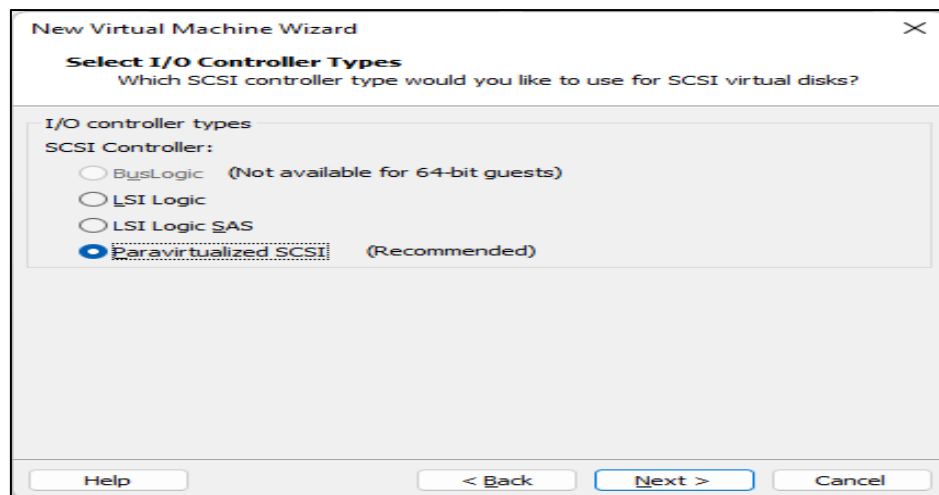 New Virtual Machine Wizard
Select I/O Controller Types
Which SCSI controller type would you like to use for SCSI virtual disks?
I/O controller types
SCSI Controller:
BusLogic (Not available for 64-bit guests)
LSI Logic
LSI Logic SAS
Paravirtualized SCSI (Recommended)
Help < Back Next > Cancel